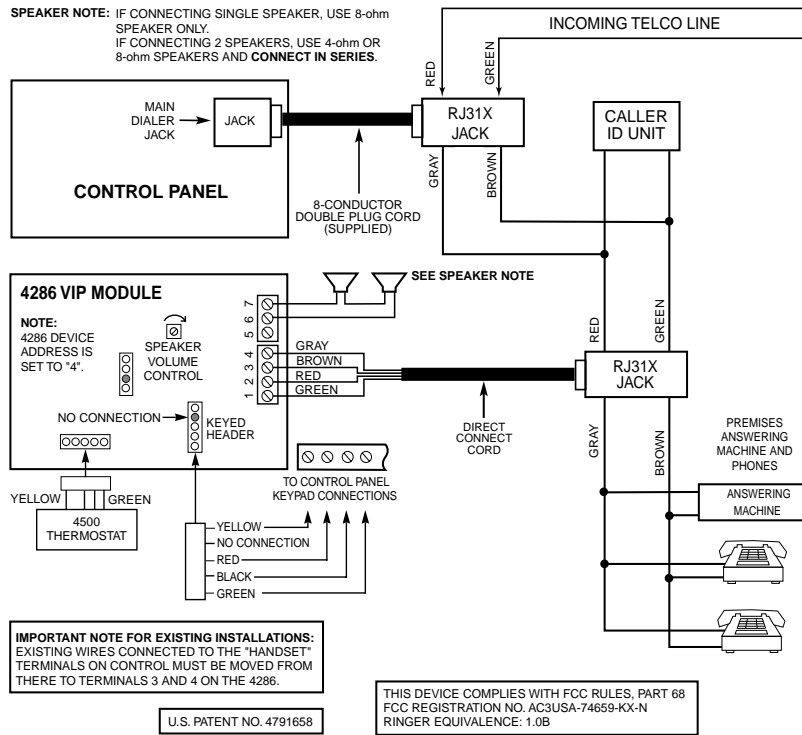 SPEAKER NOTE: IF CONNECTING SINGLE SPEAKER, USE 8-ohm
SPEAKER ONLY.
IF CONNECTING 2 SPEAKERS, USE 4-ohm OR
8-ohm SPEAKERS AND CONNECT IN SERIES.
INCOMING TELCO LINE
RED
GREEN
MAIN
DIALER
JACK
JACK
RJ31X
JACK
CALLER
ID UNIT
CONTROL PANEL
GRAY
BROWN
8-CONDUCTOR
DOUBLE PLUG CORD
(SUPPLIED)
4286 VIP MODULE
SEE SPEAKER NOTE
NOTE:
4286 DEVICE
ADDRESS IS
SET TO "4".
SPEAKER
VOLUME
CONTROL
7
6
5
4
3
2
1
GRAY
BROWN
RED
GREEN
RED
GREEN
RJ31X
JACK
DIRECT
CONNECT
CORD
NO CONNECTION
KEYED
HEADER
GRAY
BROWN
PREMISES
ANSWERING
MACHINE AND
PHONES
ANSWERING
MACHINE
TO CONTROL PANEL
KEYPAD CONNECTIONS
YELLOW
GREEN
4500
THERMOSTAT
YELLOW
NO CONNECTION
RED
BLACK
GREEN
IMPORTANT NOTE FOR EXISTING INSTALLATIONS:
EXISTING WIRES CONNECTED TO THE "HANDSET"
TERMINALS ON CONTROL MUST BE MOVED FROM
THERE TO TERMINALS 3 AND 4 ON THE 4286.
U.S. PATENT NO. 4791658
THIS DEVICE COMPLIES WITH FCC RULES, PART 68
FCC REGISTRATION NO. AC3USA-74659-KX-N
RINGER EQUIVALENCE: 1.0B